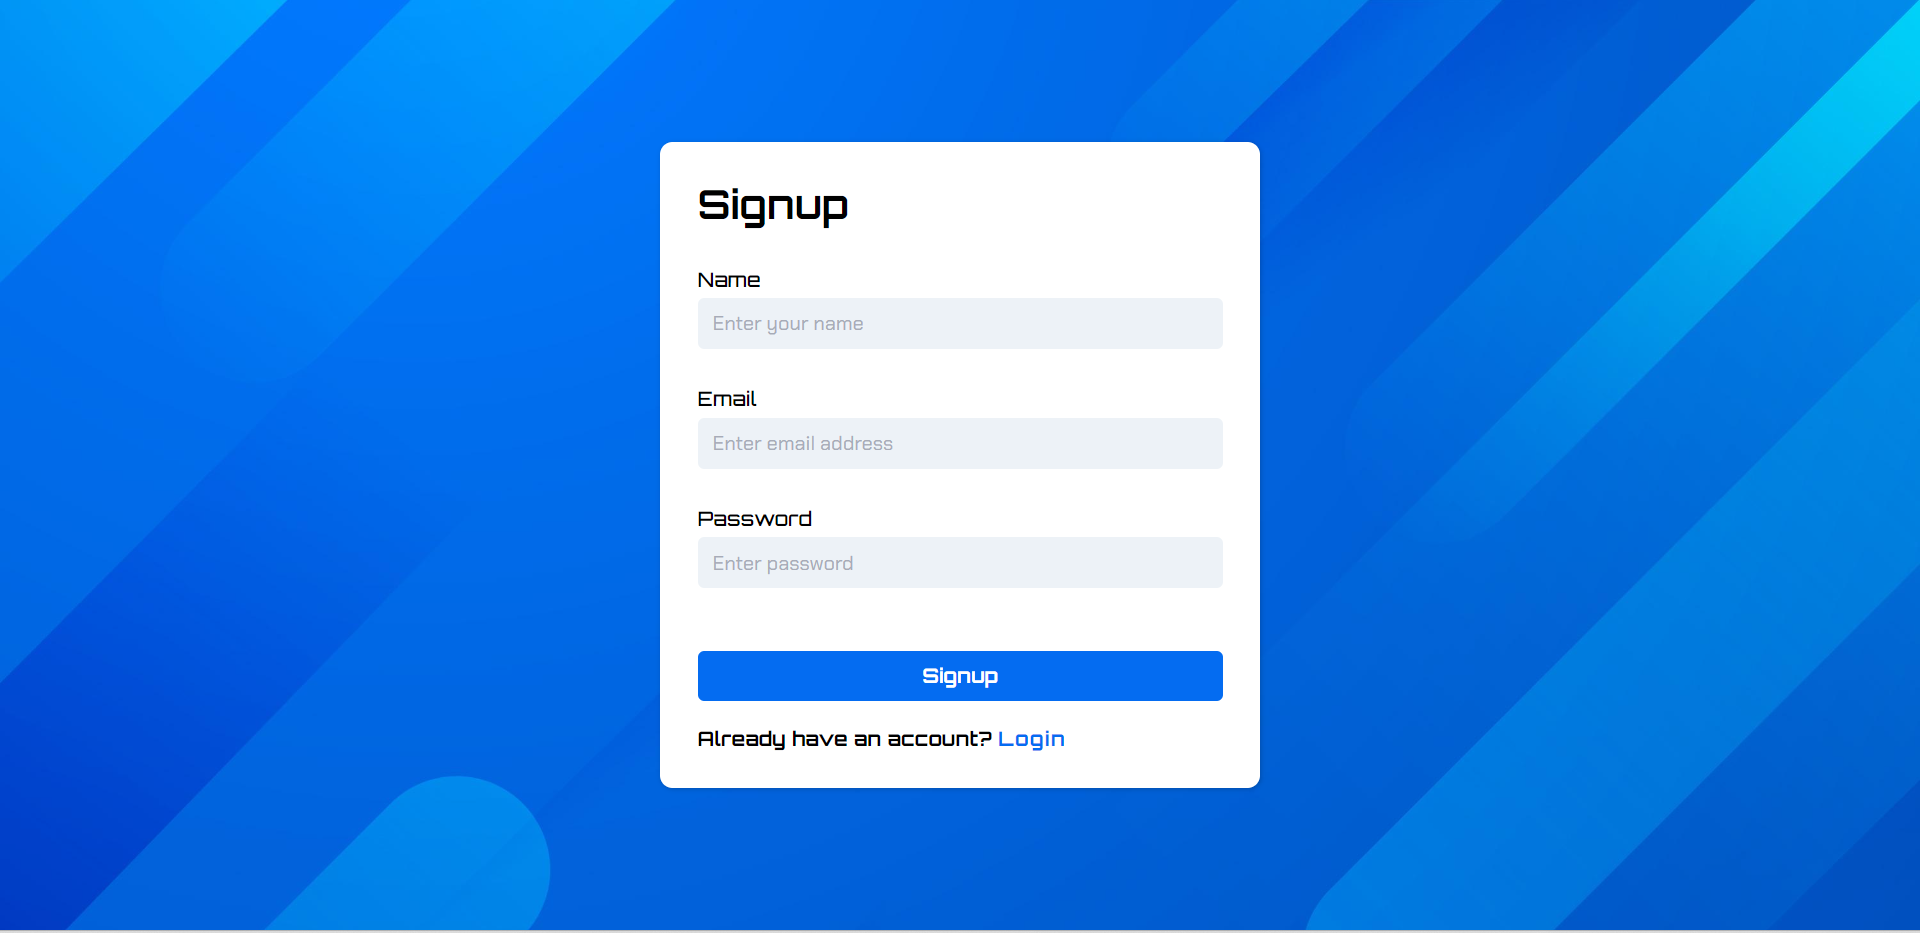 Signup
Name
Enter your name
Email
Enter email address
Password
Enter password
Signup
Already have an account? Login